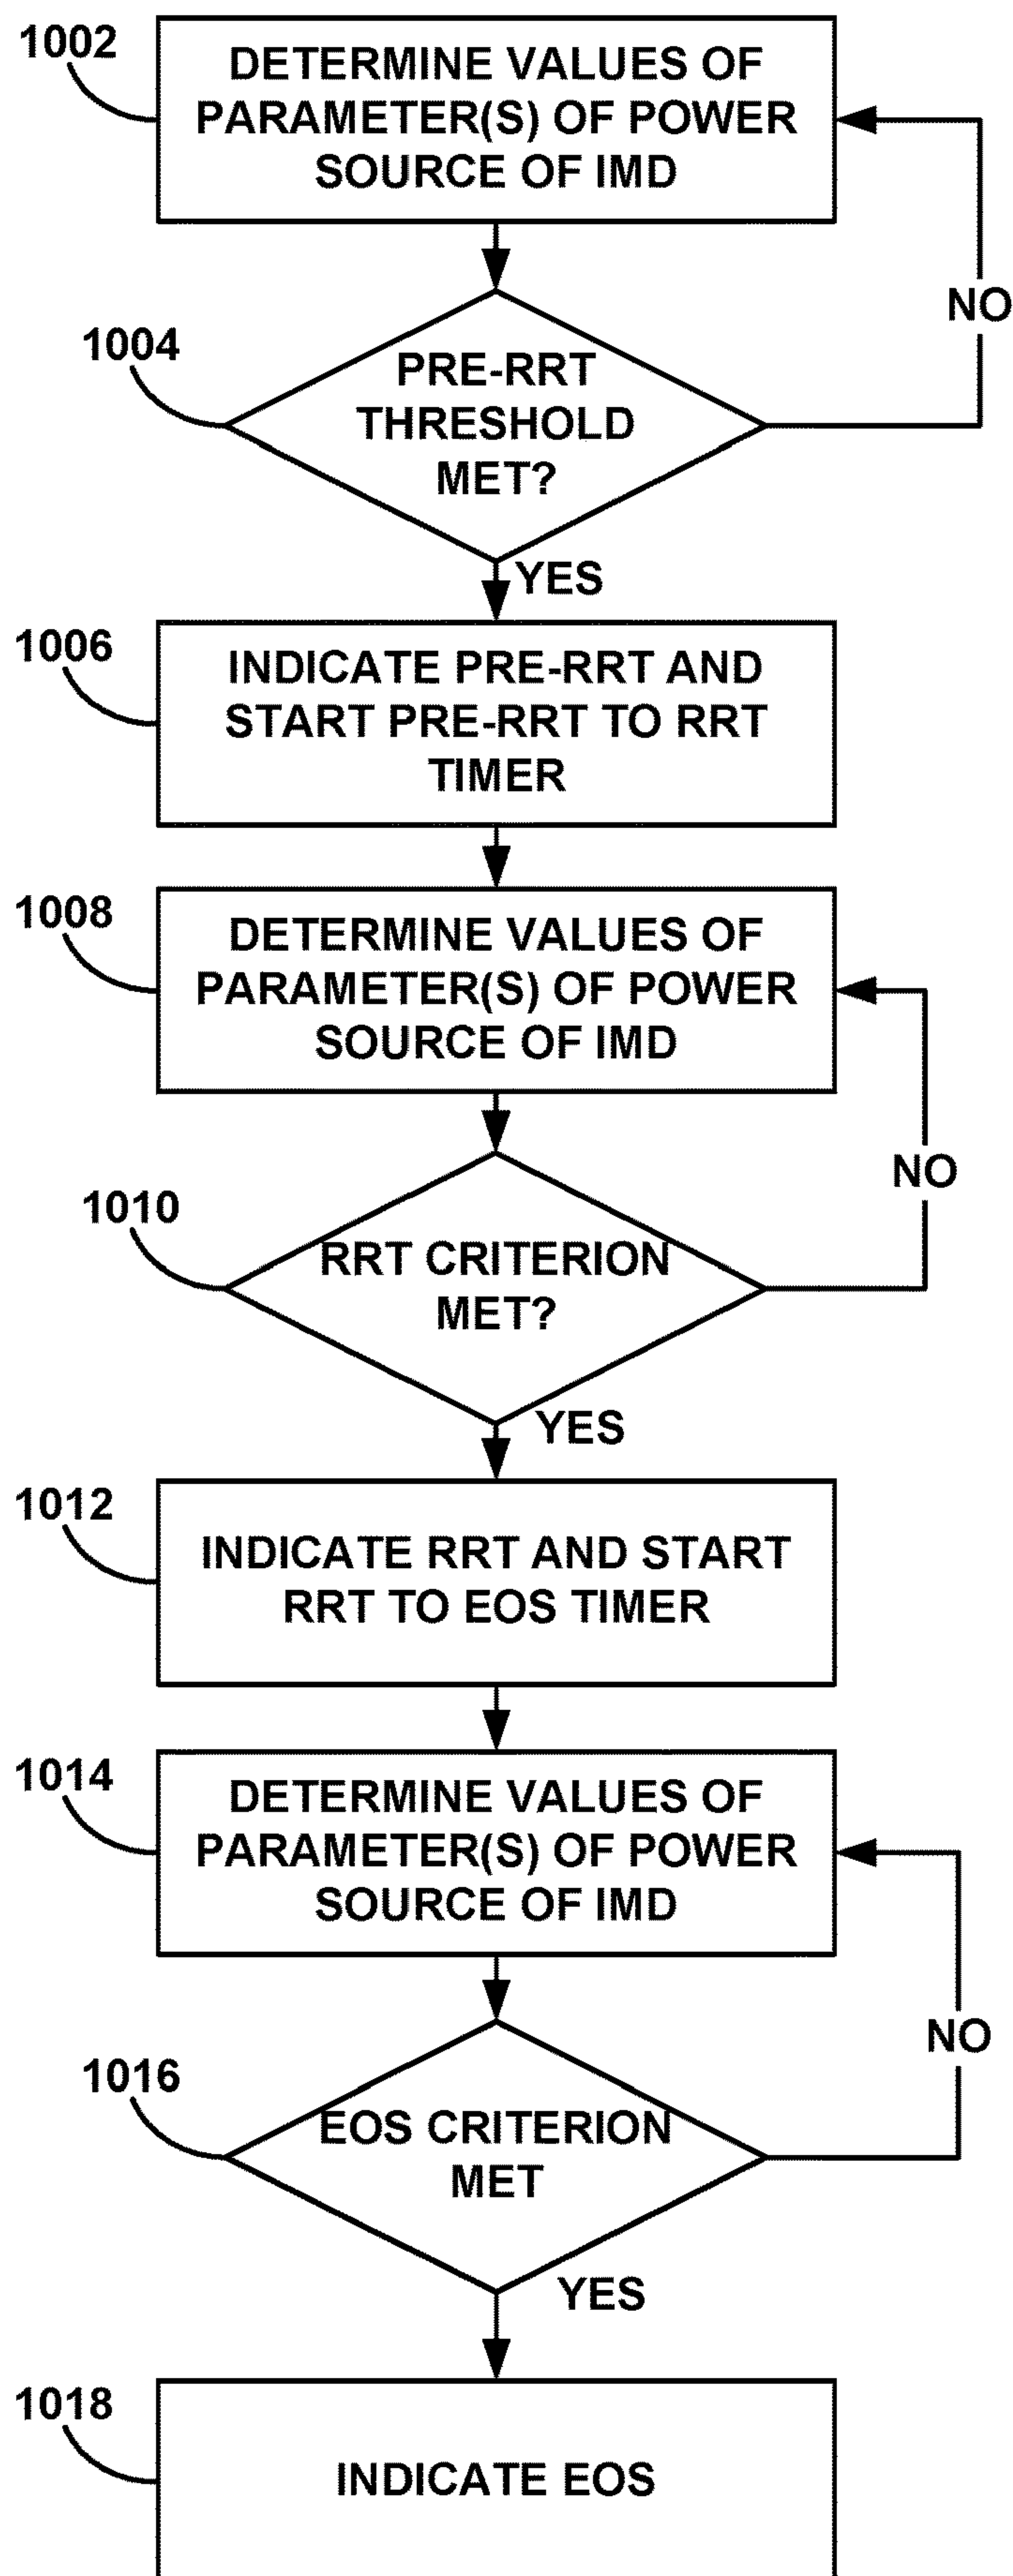 1002
DETERMINE VALUES OF
PARAMETER(S) OF POWER
SOURCE OF IMD
NO
1004
PRE-RRT
THRESHOLD
MET?
YES
1006
INDICATE PRE-RRT AND
START PRE-RRT TO RRT
TIMER
1008
DETERMINE VALUES OF
PARAMETER(S) OF POWER
SOURCE OF IMD
NO
1010
RRT CRITERION
MET?
YES
1012
INDICATE RRT AND START
RRT TO EOS TIMER
1014
DETERMINE VALUES OF
PARAMETER(S) OF POWER
SOURCE OF IMD
NO
1016
EOS CRITERION
MET
YES
1018
INDICATE EOS